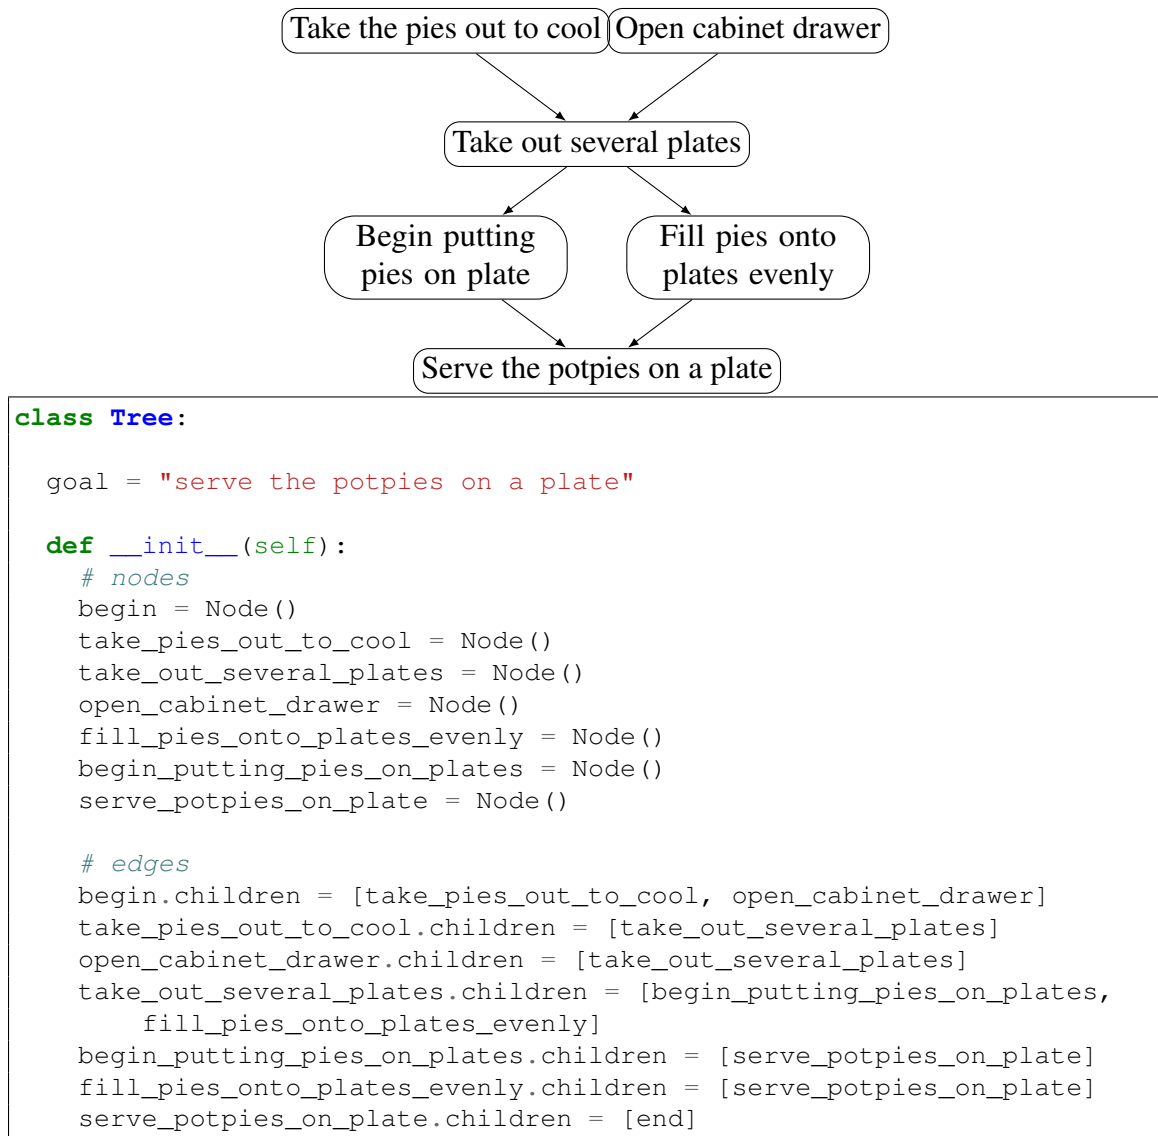 Take the pies out to cool Open cabinet drawer
Take out several plates
Begin putting
pies on plate
Fill pies onto
plates evenly
Serve the potpies on a plate
class Tree:
  goal = "serve the potpies on a plate"
  def __init__(self):
    # nodes
    begin = Node()
    take_pies_out_to_cool = Node()
    take_out_several_plates = Node()
    open_cabinet_drawer = Node()
    fill_pies_onto_plates_evenly = Node()
    begin_putting_pies_on_plates = Node()
    serve_potpies_on_plate = Node()
    # edges
    begin.children = [take_pies_out_to_cool, open_cabinet_drawer]
    take_pies_out_to_cool.children = [take_out_several_plates]
    open_cabinet_drawer.children = [take_out_several_plates]
    take_out_several_plates.children = [begin_putting_pies_on_plates,
        fill_pies_onto_plates_evenly]
    begin_putting_pies_on_plates.children = [serve_potpies_on_plate]
    fill_pies_onto_plates_evenly.children = [serve_potpies_on_plate]
    serve_potpies_on_plate.children = [end]